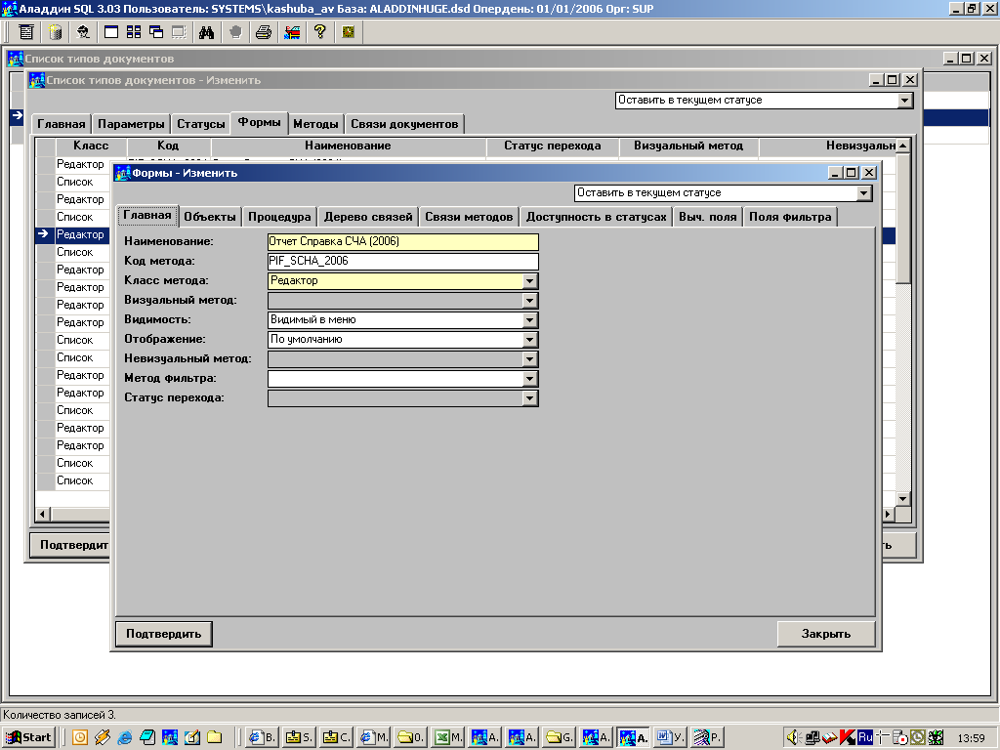 Аладдин SQL 3.03 Пользователь: SYSTEMS\kashuba_av База: ALADDINHUGE.dsd Опердень: 01/01/2006 Орг: SUP
Список типов документов
Список типов документов - Изменить
Оставить в текущем статусе
Главная Параметры Статусы Формы Методы Связи документов
Класс Код Наименование Статус перехода Визуальный метод Невизуальн
Редактор
Список
Редактор
Список
Редактор
Список
Редактор
Редактор
Редактор
Редактор
Список
Список
Редактор
Редактор
Список
Редактор
Редактор
Список
Список
Подтвердит
ть
Формы - Изменить
Оставить в текущем статусе
Главная Объекты Процедура Дерево связей Связи методов Доступность в статусах Выч. поля Поля фильтра
Наименование: Отчет Справка СЧА (2006)
Код метода: PIF_SCHA_2006
Класс метода: Редактор
Визуальный метод:
Видимость: Видимый в меню
Отображение: По умолчанию
Невизуальный метод:
Метод фильтра:
Статус перехода:
Подтвердить Закрыть
Количество записей 3.
Start В. S. С. М. О. М. А. А. G. А. А. У. Р. Ru 13:59